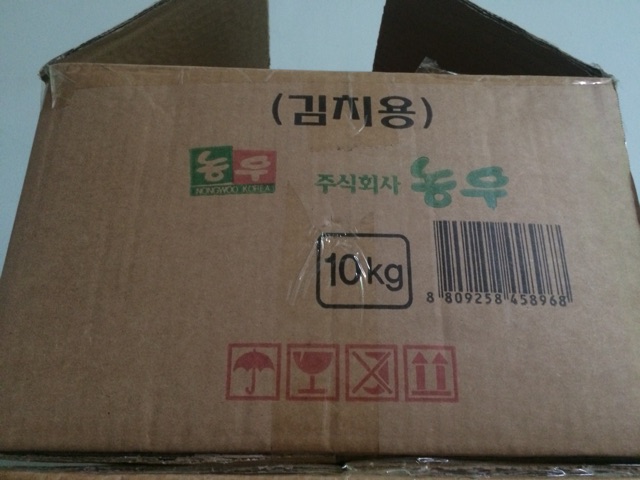 (김치용)
농우
NONGWOO KOREA
주식회사 농우
10kg
8 809258 458968